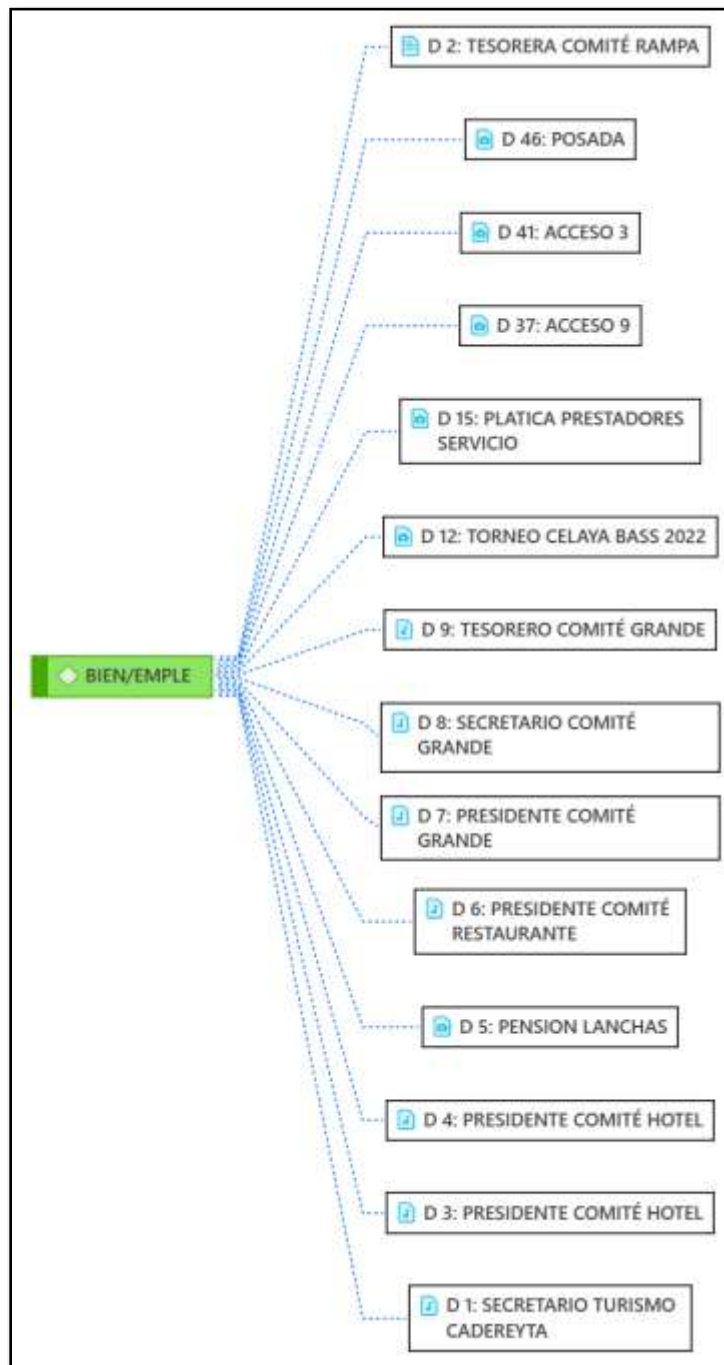 D 2: TESORERA COMITÉ RAMPA
D 46: POSADA
D 41: ACCESO 3
D 37: ACCESO 9
D 15: PLATICA PRESTADORES
SERVICIO
D 12: TORNEO CELAYA BASS 2022
D 9: TESORERO COMITÉ GRANDE
BIEN/EMPLE
D 8: SECRETARIO COMITÉ
GRANDE
D 7: PRESIDENTE COMITÉ
GRANDE
D 6: PRESIDENTE COMITÉ
RESTAURANTE
D 5: PENSION LANCHAS
D 4: PRESIDENTE COMITÉ HOTEL
D 3: PRESIDENTE COMITÉ HOTEL
D 1: SECRETARIO TURISMO
CADEREYTA